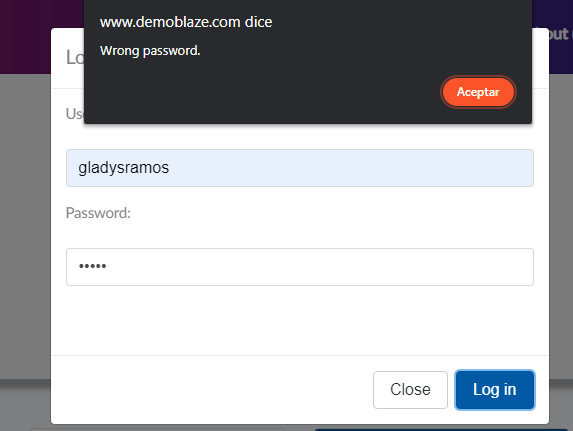 www.demoblaze.com dice
Wrong password.
Aceptar
gladysramos
Password:
•••••
Close
Log in